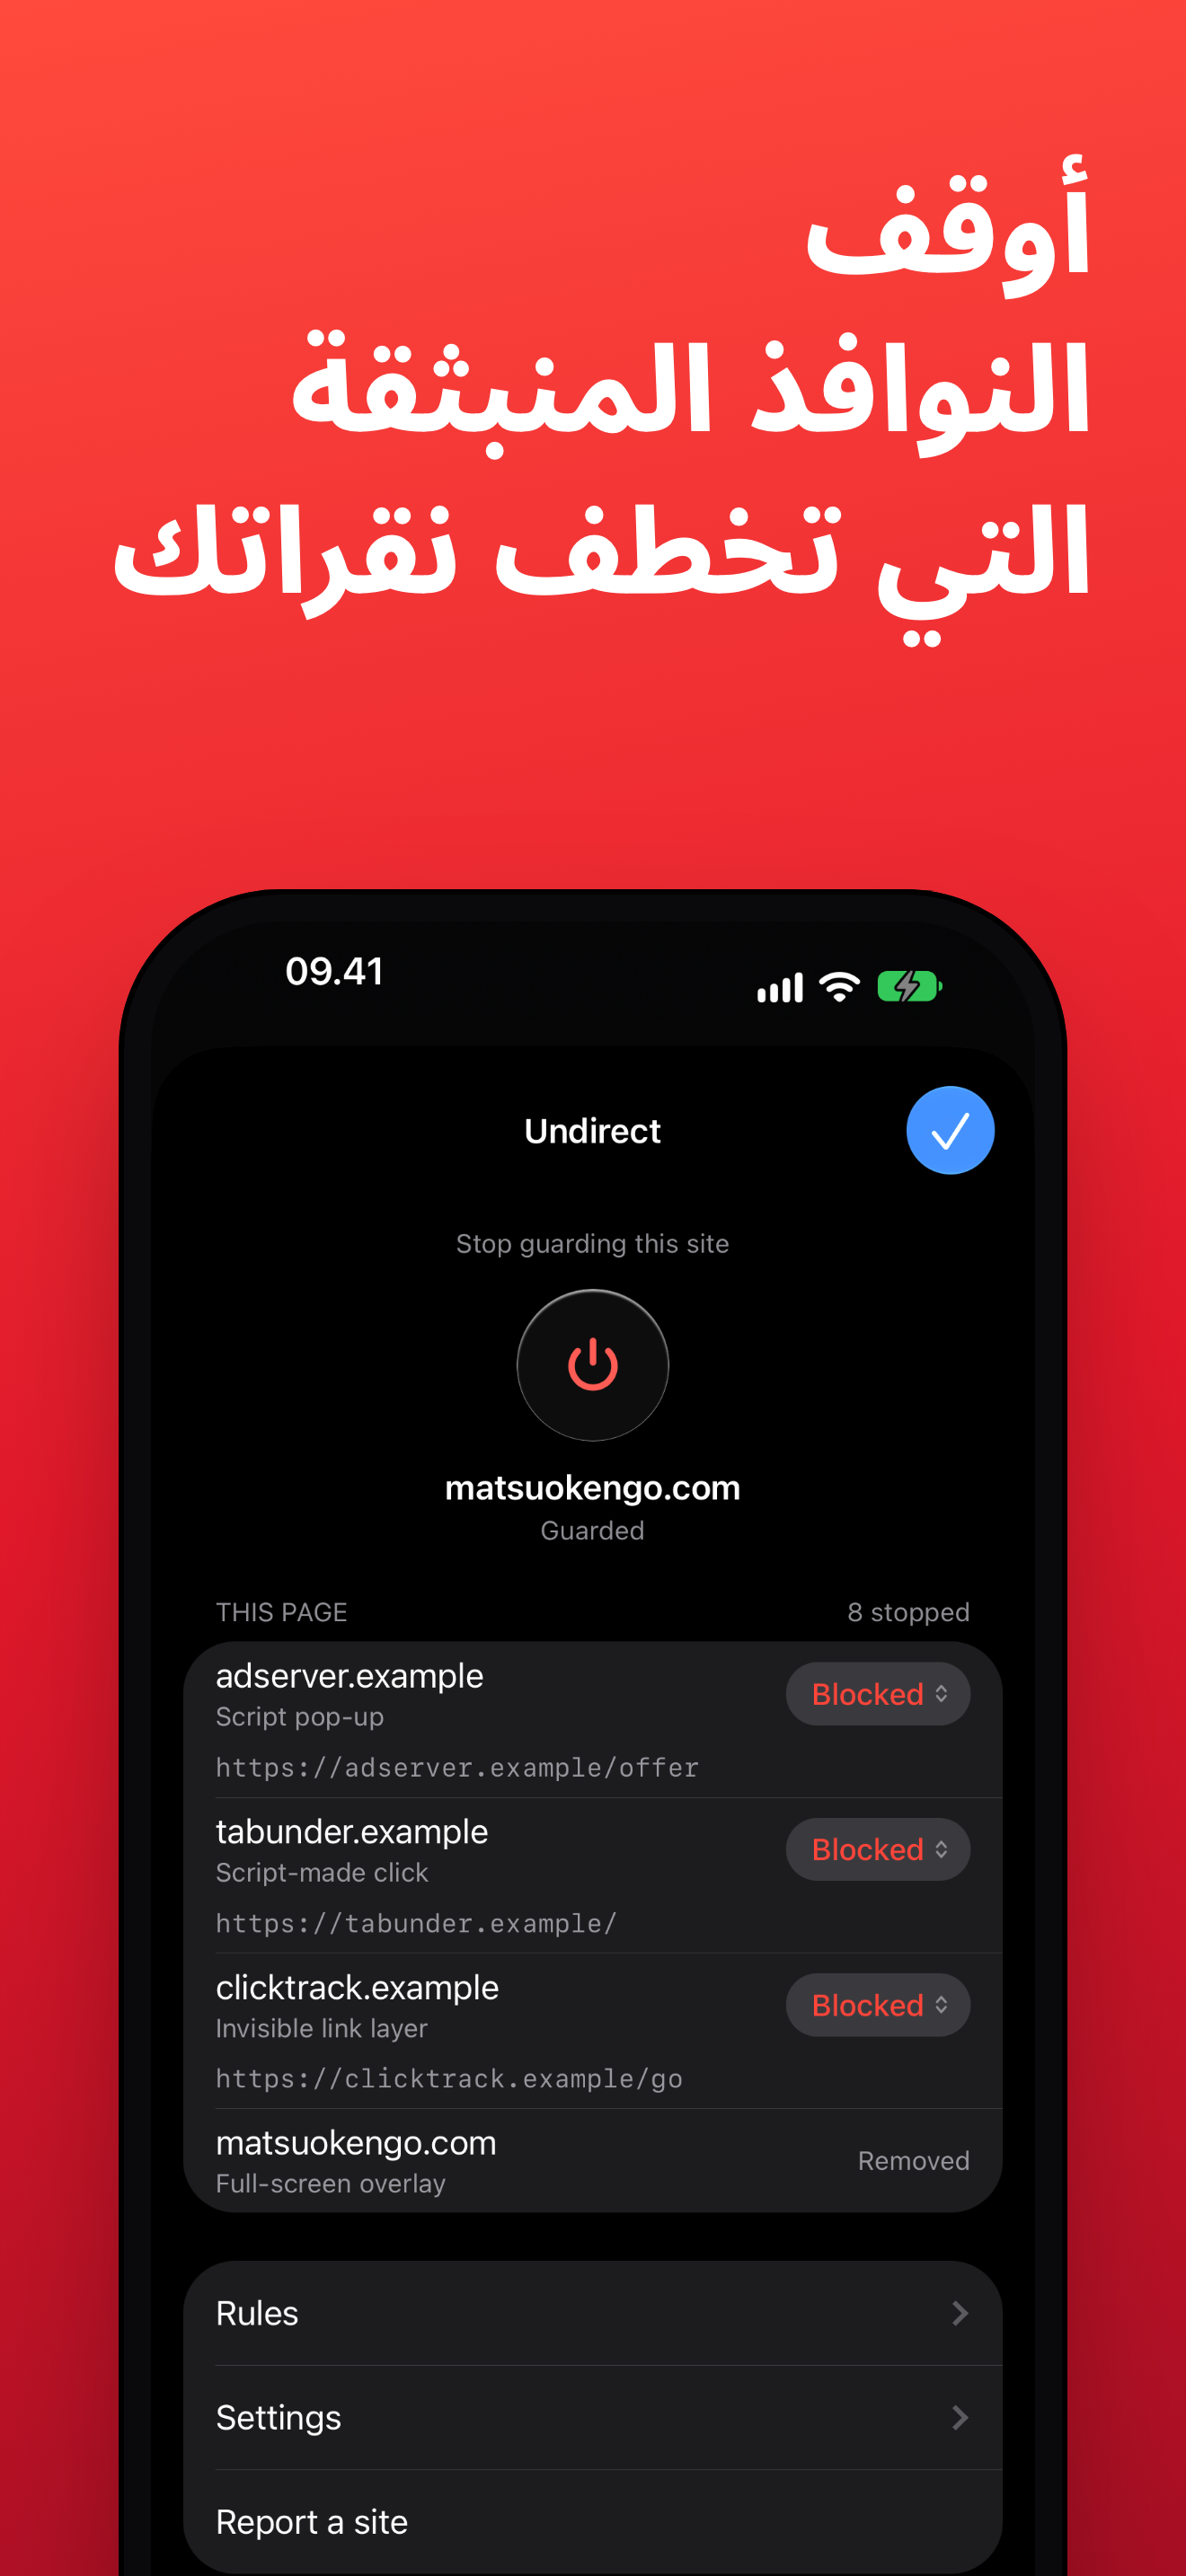 أوقف
النوافذ المنبثقة
التي تخطف نقراتك
09.41
Undirect
Stop guarding this site
matsuokengo.com
Guarded
THIS PAGE 8 stopped
adserver.example Blocked
Script pop-up
https://adserver.example/offer
tabunder.example Blocked
Script-made click
https://tabunder.example/
clicktrack.example Blocked
Invisible link layer
https://clicktrack.example/go
matsuokengo.com Removed
Full-screen overlay
Rules
Settings
Report a site